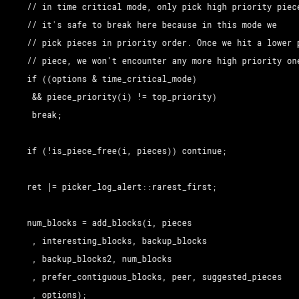 // in time critical mode, only pick high priority
// it's safe to break here because in this mode we
// pick pieces in priority order. Once we hit a lower
// piece, we won't encounter any more high priority
if ((options & time_critical_mode)
&& piece_priority(i) != top_priority)
break;
if (!is_piece_free(i, pieces)) continue;
ret |= picker_log_alert::rarest_first;
num_blocks = add_blocks(i, pieces
, interesting_blocks, backup_blocks
, backup_blocks2, num_blocks
, prefer_contiguous_blocks, peer, suggested_pieces
, options);